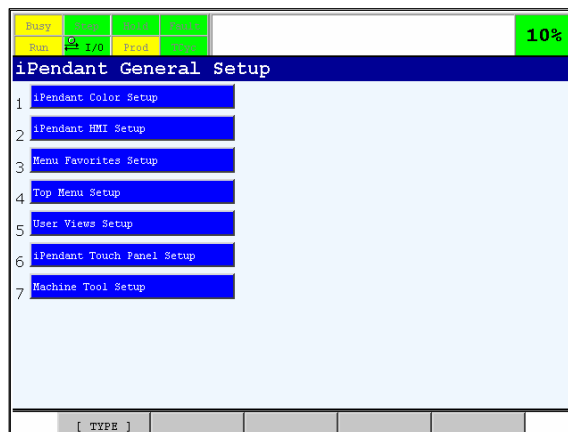 Busy Step Hold Fault
Run I/O Prod TCyc
10%
iPendant General Setup
1 iPendant Color Setup
2 iPendant HMI Setup
3 Menu Favorites Setup
4 Top Menu Setup
5 User Views Setup
6 iPendant Touch Panel Setup
7 Machine Tool Setup
[ TYPE ]